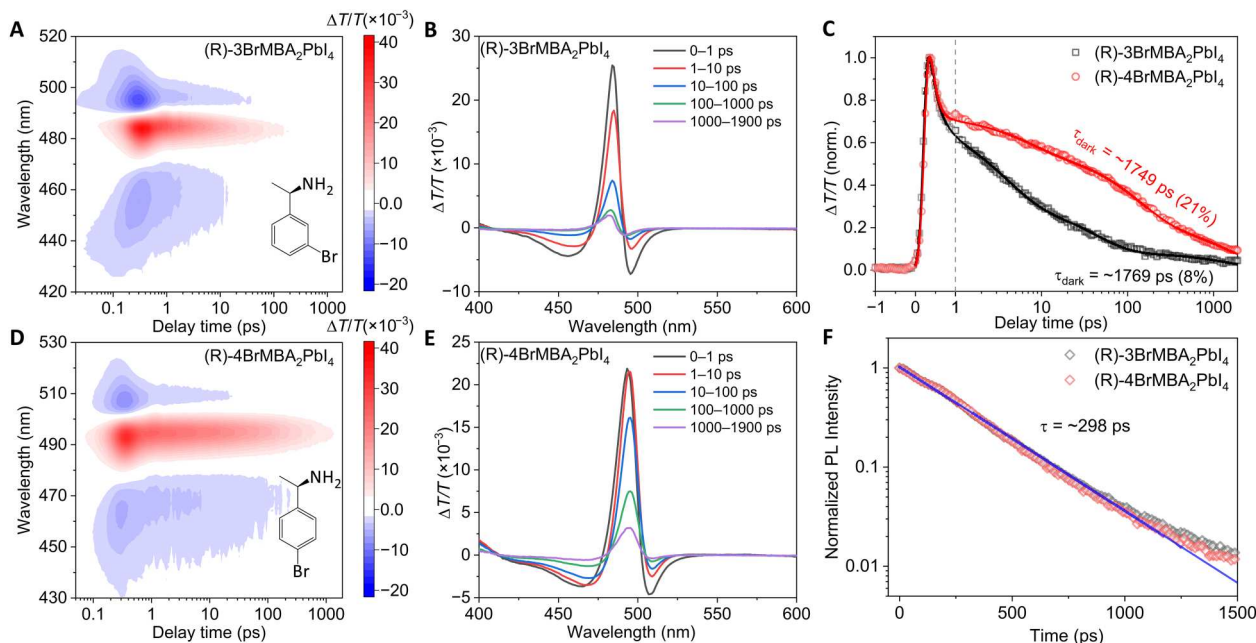 A
ΔT/T(×10⁻³)
(R)-3BrMBA₂PbI₄
520
500
480
460
440
420
Wavelength (nm)
0.1 1 10 100 1000
Delay time (ps)
NH₂
Br
40
30
20
10
0
−10
−20
B
(R)-3BrMBA₂PbI₄
0–1 ps
1–10 ps
10–100 ps
100–1000 ps
1000–1900 ps
30
20
10
0
−10
ΔT/T (×10⁻³)
400 450 500 550 600
Wavelength (nm)
C
(R)-3BrMBA₂PbI₄
(R)-4BrMBA₂PbI₄
1.0
0.8
0.6
0.4
0.2
0.0
ΔT/T (norm.)
τdark = ~1749 ps (21%)
τdark = ~1769 ps (8%)
−1 0 1 10 100 1000
Delay time (ps)
D
ΔT/T(×10⁻³)
(R)-4BrMBA₂PbI₄
530
510
490
470
450
430
Wavelength (nm)
0.1 1 10 100 1000
Delay time (ps)
NH₂
Br
40
30
20
10
0
−10
−20
E
(R)-4BrMBA₂PbI₄
0–1 ps
1–10 ps
10–100 ps
100–1000 ps
1000–1900 ps
25
20
15
10
5
0
−5
ΔT/T (×10⁻³)
400 450 500 550 600
Wavelength (nm)
F
(R)-3BrMBA₂PbI₄
(R)-4BrMBA₂PbI₄
τ = ~298 ps
1
0.1
0.01
Normalized PL Intensity
0 500 1000 1500
Time (ps)